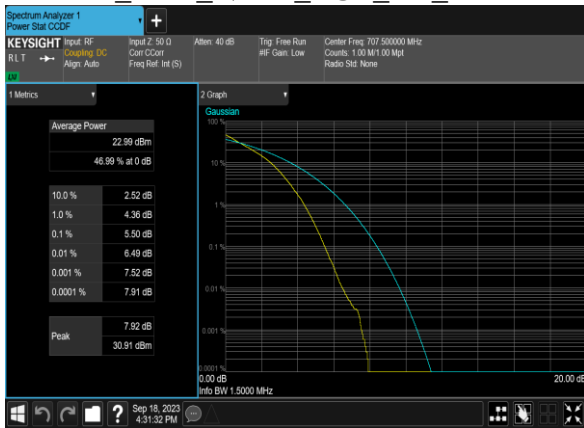 Spectrum Analyzer 1
Power Stat CCDF
KEYSIGHT
R L T
LM
Input: RF
Coupling: DC
Align: Auto
Input Z: 50 Ω
Corr CCorr
Freq Ref: Int (S)
Atten: 40 dB
Trig: Free Run
#IF Gain: Low
Center Freq: 707.500000 MHz
Counts: 1.00 M/1.00 Mpt
Radio Std: None
1 Metrics
Average Power
22.99 dBm
46.99 % at 0 dB
10.0 % 2.52 dB
1.0 % 4.36 dB
0.1 % 5.50 dB
0.01 % 6.49 dB
0.001 % 7.52 dB
0.0001 % 7.91 dB
Peak
7.92 dB
30.91 dBm
2 Graph
Gaussian
100 %
10 %
1 %
0.1 %
0.01 %
0.001 %
0.0001 %
0.00 dB
20.00 dB
Info BW 1.5000 MHz
Sep 18, 2023
4:31:32 PM